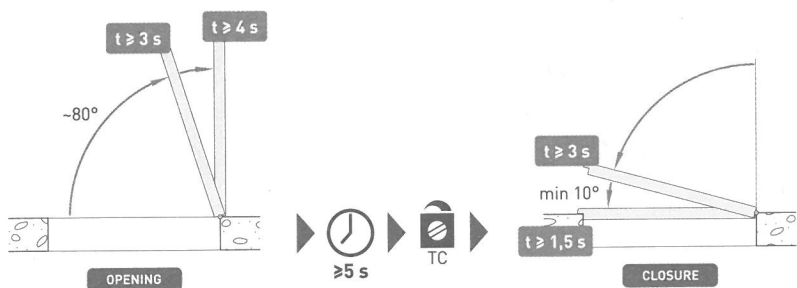 t ≥ 3 s
t ≥ 4 s
~80°
OPENING
≥5 s
TC
t ≥ 3 s
min 10°
t ≥ 1,5 s
CLOSURE